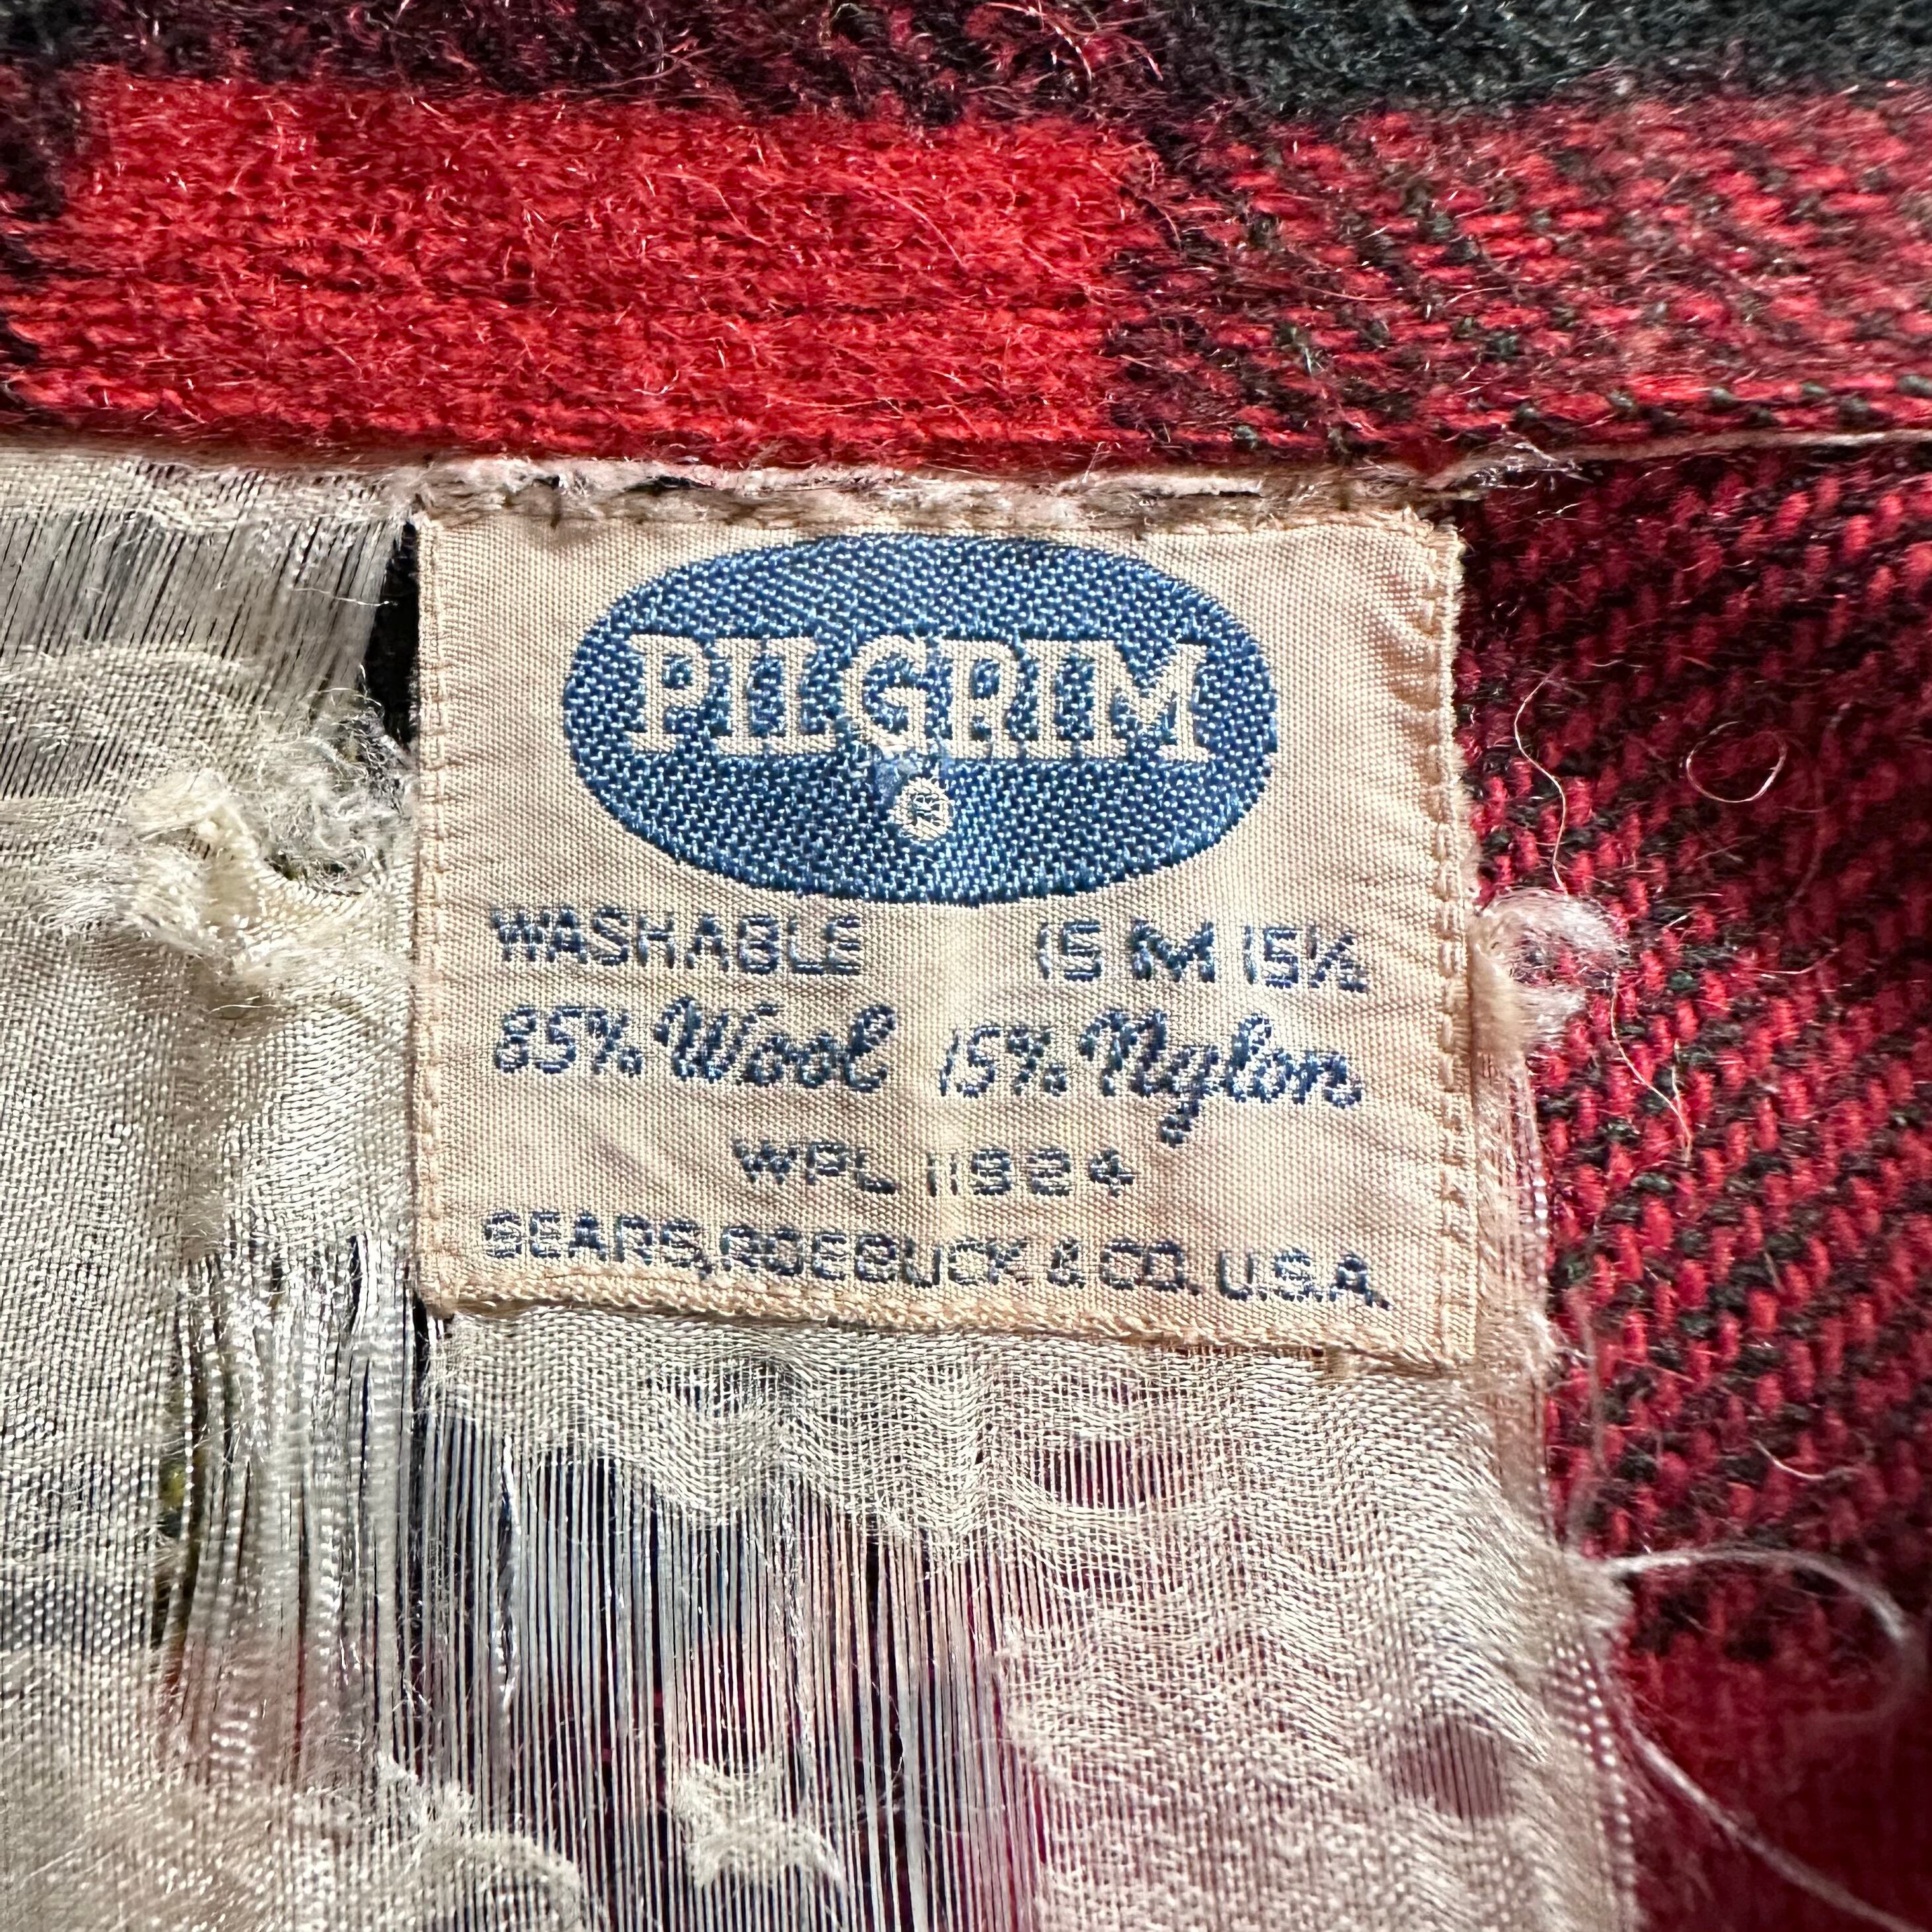 PILGRIM
®
WASHABLE 15 M 15½
85% Wool 15% Nylon
WPL 11924
SEARS, ROEBUCK & CO. U.S.A.